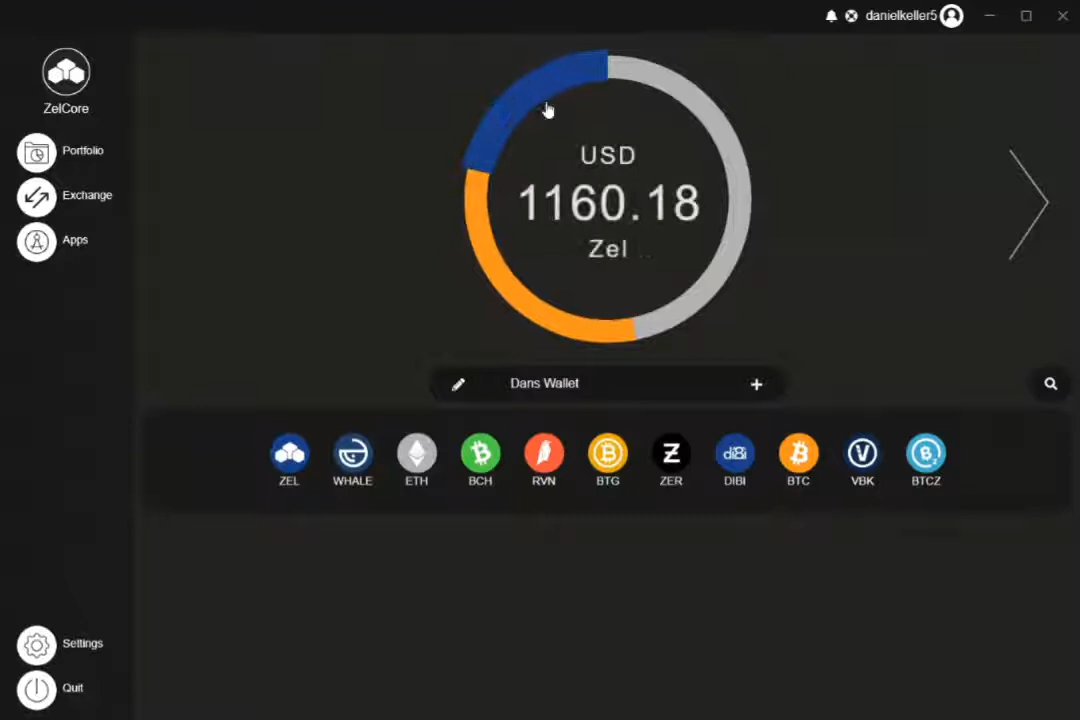 danielkeller5
ZelCore
Portfolio
Exchange
Apps
USD
1160.18
Zel
Dans Wallet
ZEL WHALE ETH BCH RVN BTG ZER DIBI BTC VBK BTCZ
Settings
Quit